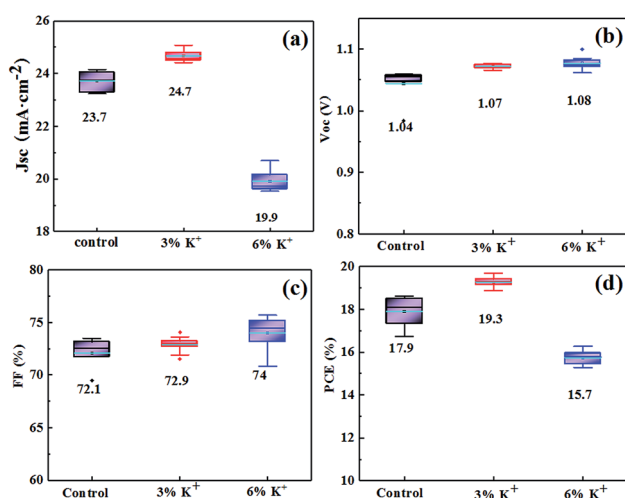 (a)
Jsc (mA·cm-2)
26
24
22
20
18
23.7
24.7
19.9
control
3% K+
6% K+
(b)
Voc (V)
1.1
1.0
0.9
0.8
1.04
1.07
1.08
Control
3% K+
6% K+
(c)
FF (%)
80
75
70
65
60
72.1
72.9
74
Control
3% K+
6% K+
(d)
PCE (%)
20
18
16
14
12
10
17.9
19.3
15.7
Control
3% K+
6% K+